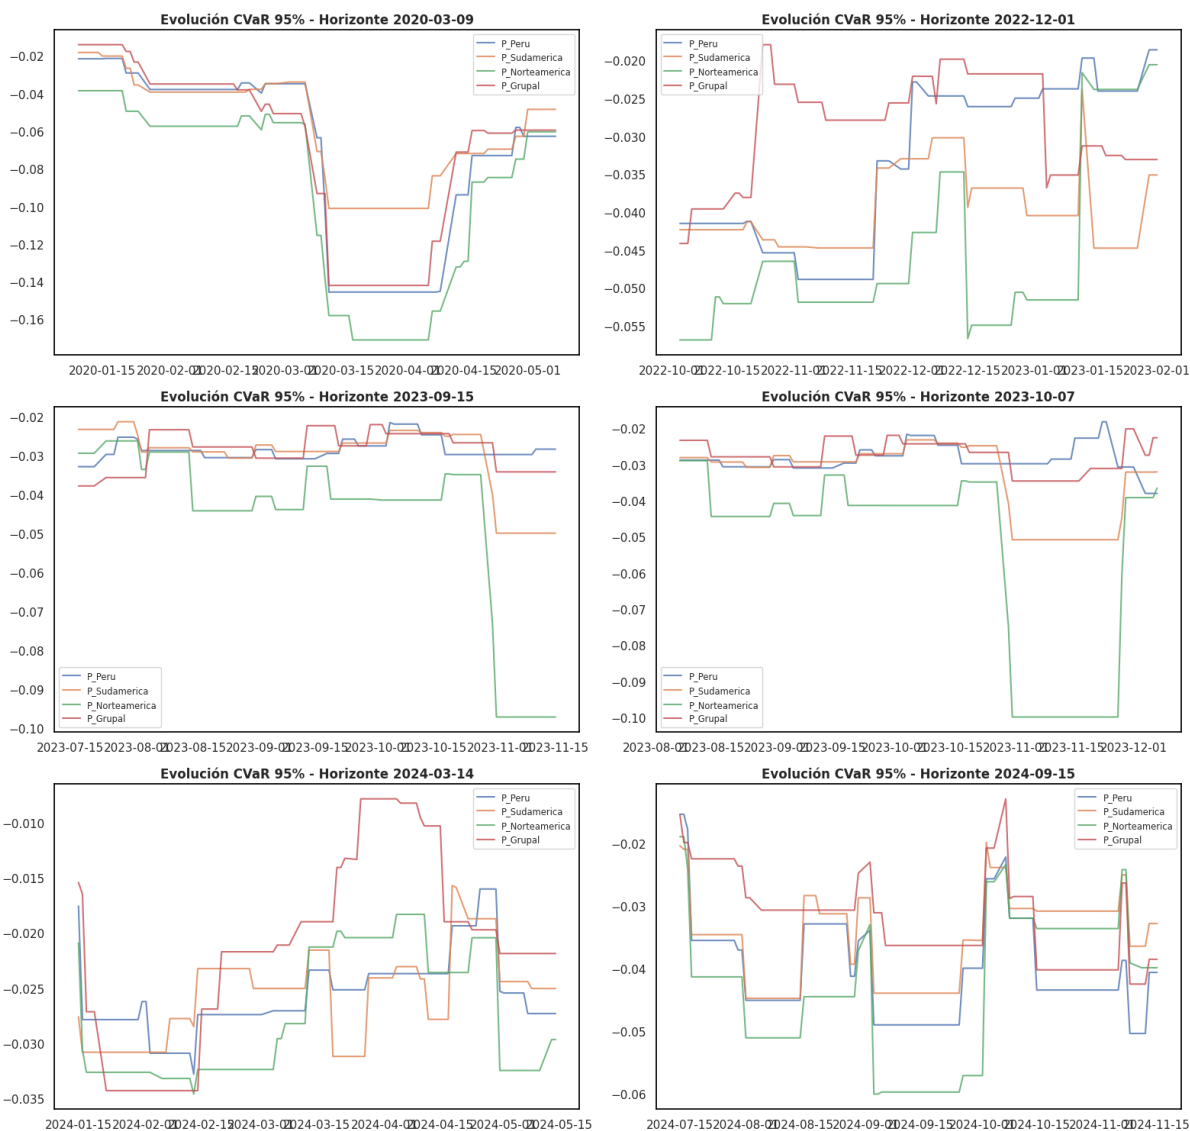 Evolución CVaR 95% - Horizonte 2020-03-09
−0.02
−0.04
−0.06
−0.08
−0.10
−0.12
−0.14
−0.16
P_Peru
P_Sudamerica
P_Norteamerica
P_Grupal
2020-01-15 2020-02-01 2020-02-15 2020-03-01 2020-03-15 2020-04-01 2020-04-15 2020-05-01
Evolución CVaR 95% - Horizonte 2022-12-01
−0.020
−0.025
−0.030
−0.035
−0.040
−0.045
−0.050
−0.055
P_Peru
P_Sudamerica
P_Norteamerica
P_Grupal
2022-10-01 2022-10-15 2022-11-01 2022-11-15 2022-12-01 2022-12-15 2023-01-01 2023-01-15 2023-02-01
Evolución CVaR 95% - Horizonte 2023-09-15
−0.02
−0.03
−0.04
−0.05
−0.06
−0.07
−0.08
−0.09
−0.10
P_Peru
P_Sudamerica
P_Norteamerica
P_Grupal
2023-07-15 2023-08-01 2023-08-15 2023-09-01 2023-09-15 2023-10-01 2023-10-15 2023-11-01 2023-11-15
Evolución CVaR 95% - Horizonte 2023-10-07
−0.02
−0.03
−0.04
−0.05
−0.06
−0.07
−0.08
−0.09
−0.10
P_Peru
P_Sudamerica
P_Norteamerica
P_Grupal
2023-08-01 2023-08-15 2023-09-01 2023-09-15 2023-10-01 2023-10-15 2023-11-01 2023-11-15 2023-12-01
Evolución CVaR 95% - Horizonte 2024-03-14
−0.010
−0.015
−0.020
−0.025
−0.030
−0.035
P_Peru
P_Sudamerica
P_Norteamerica
P_Grupal
2024-01-15 2024-02-01 2024-02-15 2024-03-01 2024-03-15 2024-04-01 2024-04-15 2024-05-01 2024-05-15
Evolución CVaR 95% - Horizonte 2024-09-15
−0.02
−0.03
−0.04
−0.05
−0.06
P_Peru
P_Sudamerica
P_Norteamerica
P_Grupal
2024-07-15 2024-08-01 2024-08-15 2024-09-01 2024-09-15 2024-10-01 2024-10-15 2024-11-01 2024-11-15